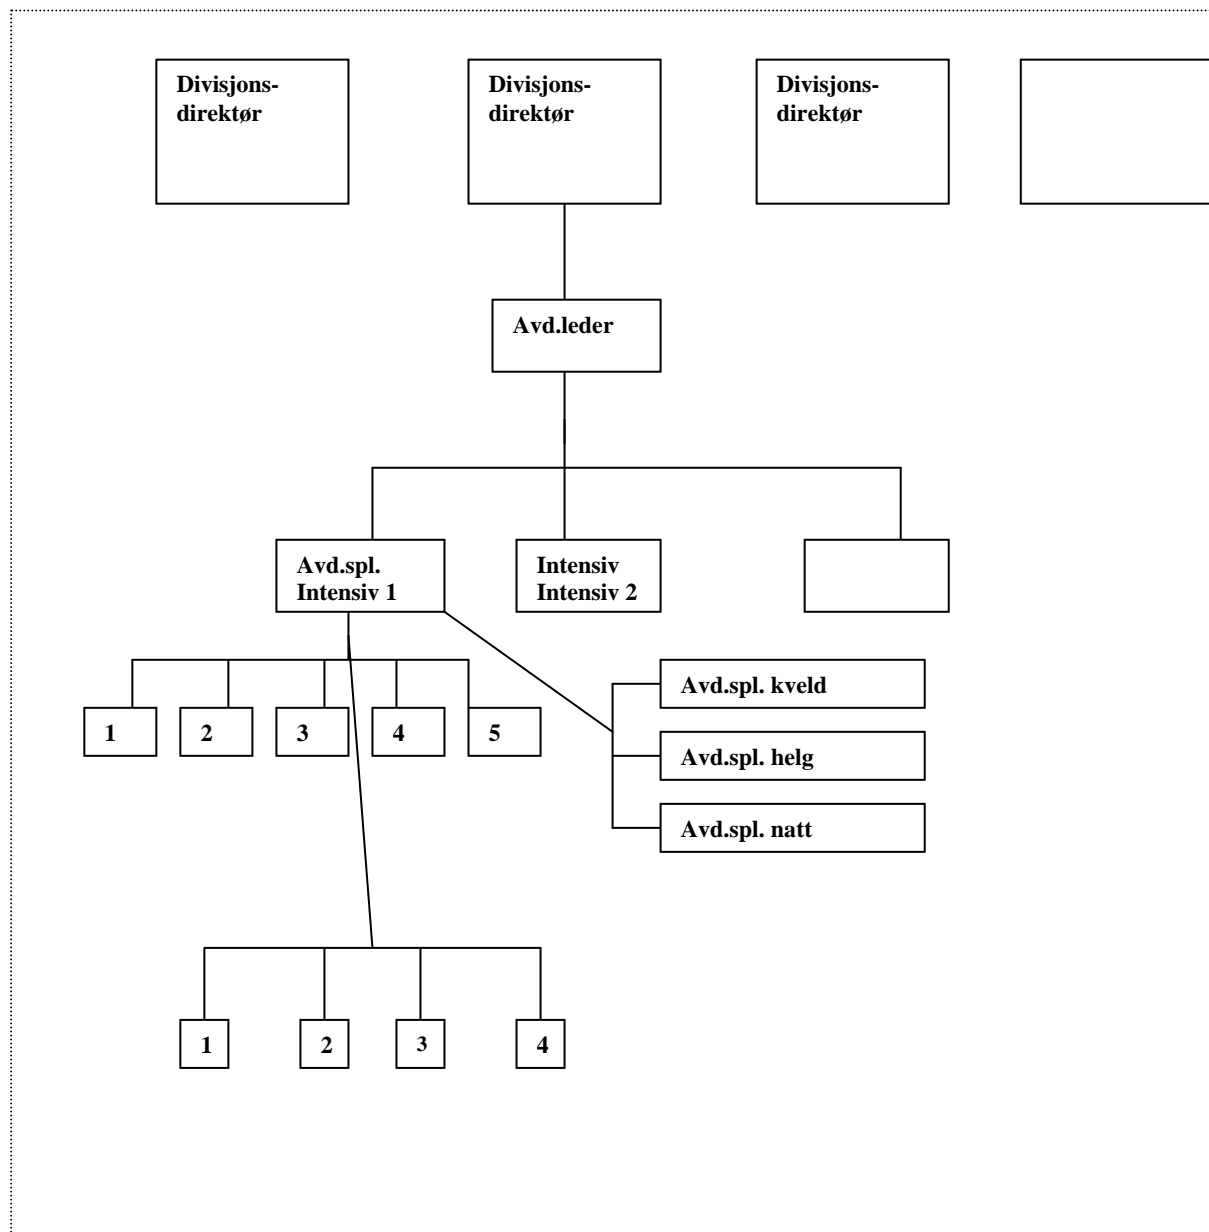 Divisjons-
direktør
Divisjons-
direktør
Divisjons-
direktør
Avd.leder
Avd.spl.
Intensiv 1
Intensiv
Intensiv 2
Avd.spl. kveld
1
2
3
4
5
Avd.spl. helg
Avd.spl. natt
1
2
3
4